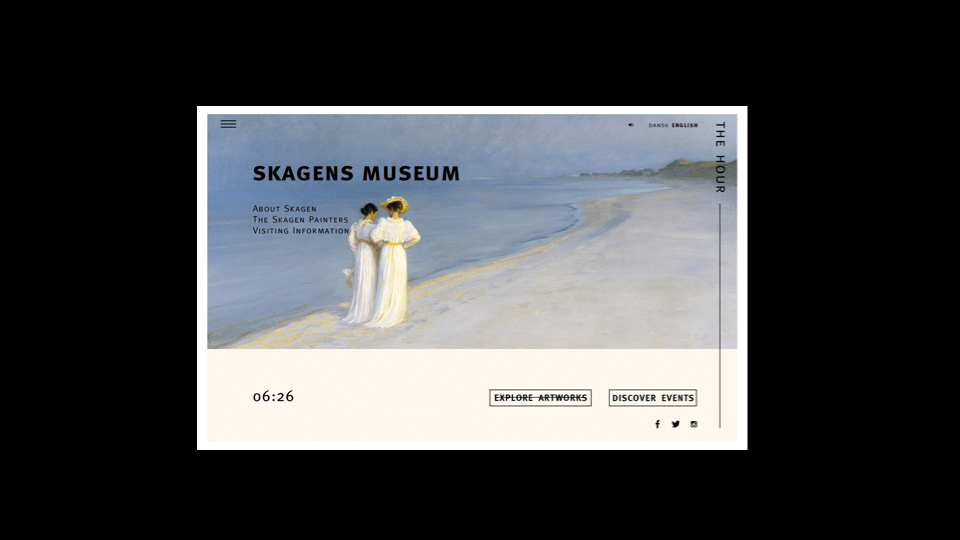 DANSK ENGLISH
THE HOUR
SKAGENS MUSEUM
ABOUT SKAGEN
THE SKAGEN PAINTERS
VISITING INFORMATION
06:26
EXPLORE ARTWORKS
DISCOVER EVENTS